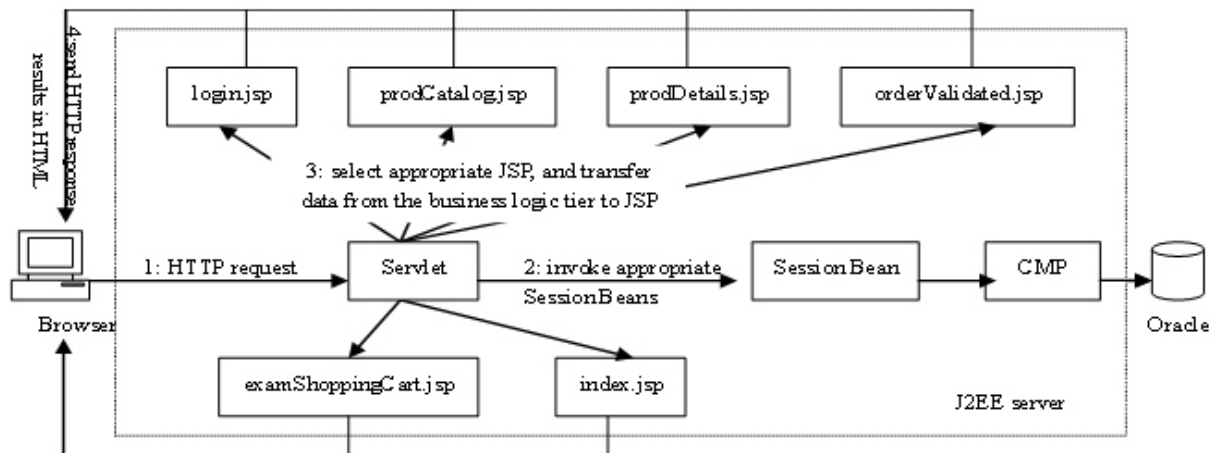 4:send HTTP response
results in HTML
login.jsp
prodCatalog.jsp
prodDetails.jsp
orderValidated.jsp
3: select appropriate JSP, and transfer
data from the business logic tier to JSP
1: HTTP request
Servlet
2: invoke appropriate
SessionBeans
SessionBean
CMP
Browser
Oracle
examShoppingCart.jsp
index.jsp
J2EE server